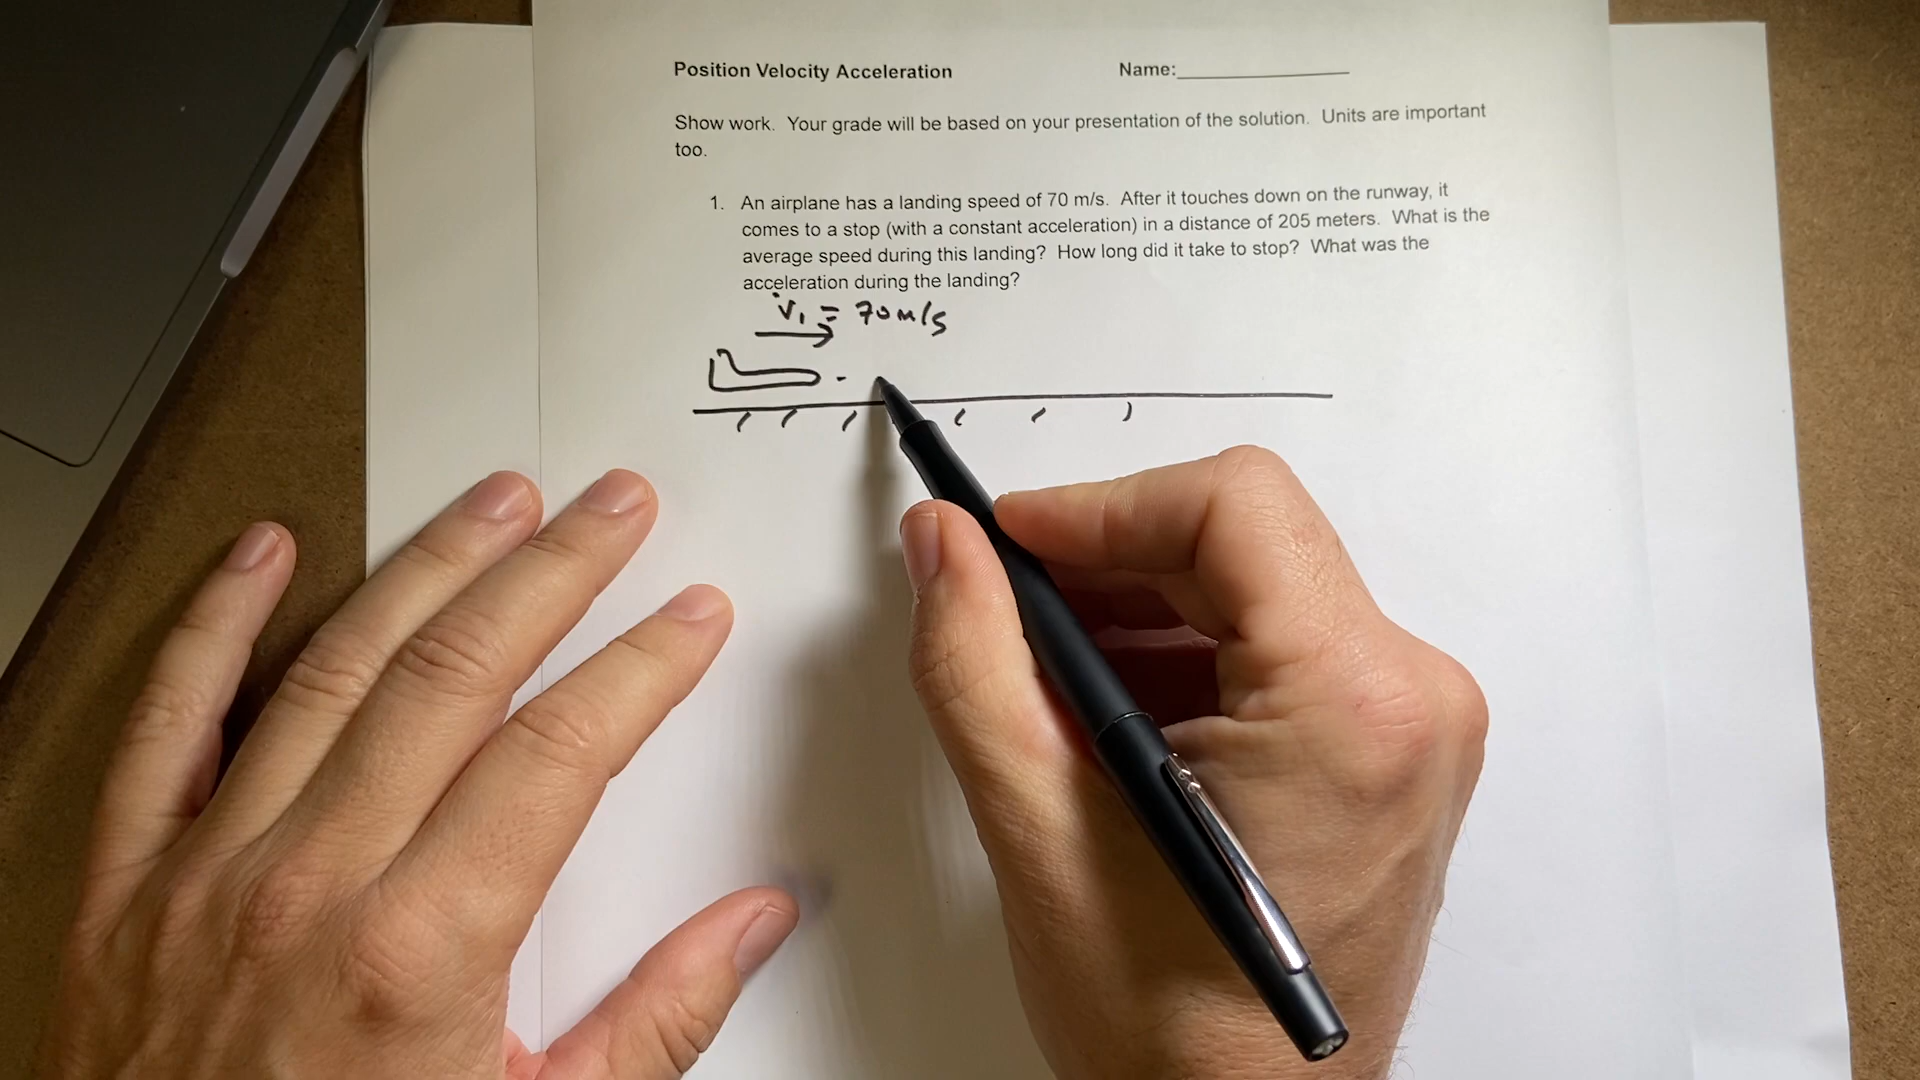 Position Velocity Acceleration Name:
Show work. Your grade will be based on your presentation of the solution. Units are important
too.
1. An airplane has a landing speed of 70 m/s. After it touches down on the runway, it
comes to a stop (with a constant acceleration) in a distance of 205 meters. What is the
average speed during this landing? How long did it take to stop? What was the
acceleration during the landing?
V₁ = 70 m/s